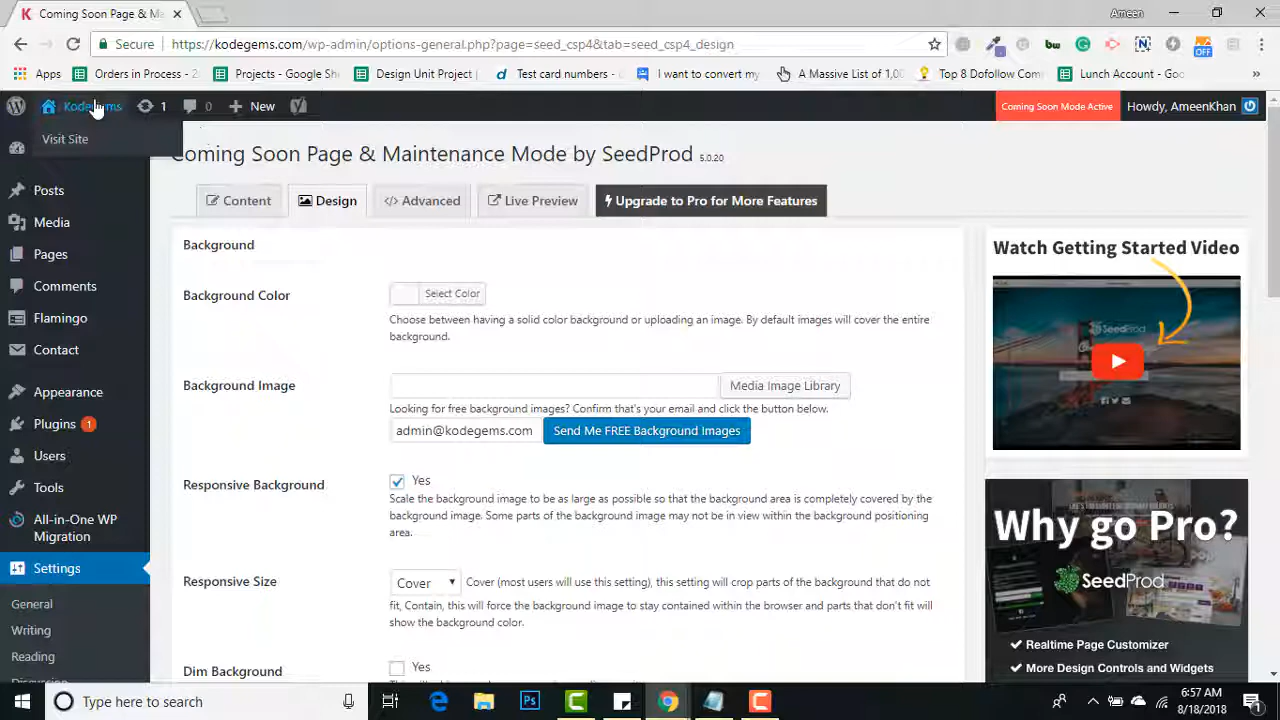 Coming Soon Page & Ma
Ameen
Secure
https://kodegems.com/wp-admin/options-general.php?page=seed_csp4&tab=seed_csp4_design
OFF
Apps
Orders in Process - 2
Projects - Google Sh
Design Unit Project
Test card numbers -
I want to convert my
A Massive List of 1,00
Top 8 Dofollow Com
Lunch Account - Goo
»
1
0
New
Coming Soon Mode Active
Howdy, AmeenKhan
Visit Site
Coming Soon Page & Maintenance Mode by SeedProd 5.0.20
Posts
Media
Pages
Comments
Flamingo
Contact
Appearance
Plugins 1
Users
Tools
All-in-One WP
Migration
Settings
General
Writing
Reading
Content
Design
Advanced
Live Preview
Upgrade to Pro for More Features
Background
Background Color
Select Color
Choose between having a solid color background or uploading an image. By default images will cover the entire
background.
Background Image
Media Image Library
Looking for free background images? Confirm that's your email and click the button below.
admin@kodegems.com
Send Me FREE Background Images
Responsive Background
Yes
Scale the background image to be as large as possible so that the background area is completely covered by the
background image. Some parts of the background image may not be in view within the background positioning
area.
Responsive Size
Cover
Cover (most users will use this setting), this setting will crop parts of the background that do not
fit, Contain, this will force the background image to stay contained within the browser and parts that don't fit will
show the background color.
Dim Background
Yes
Watch Getting Started Video
SeedProd
Why go Pro?
SeedProd
Realtime Page Customizer
More Design Controls and Widgets
Type here to search
6:57 AM
8/18/2018
1